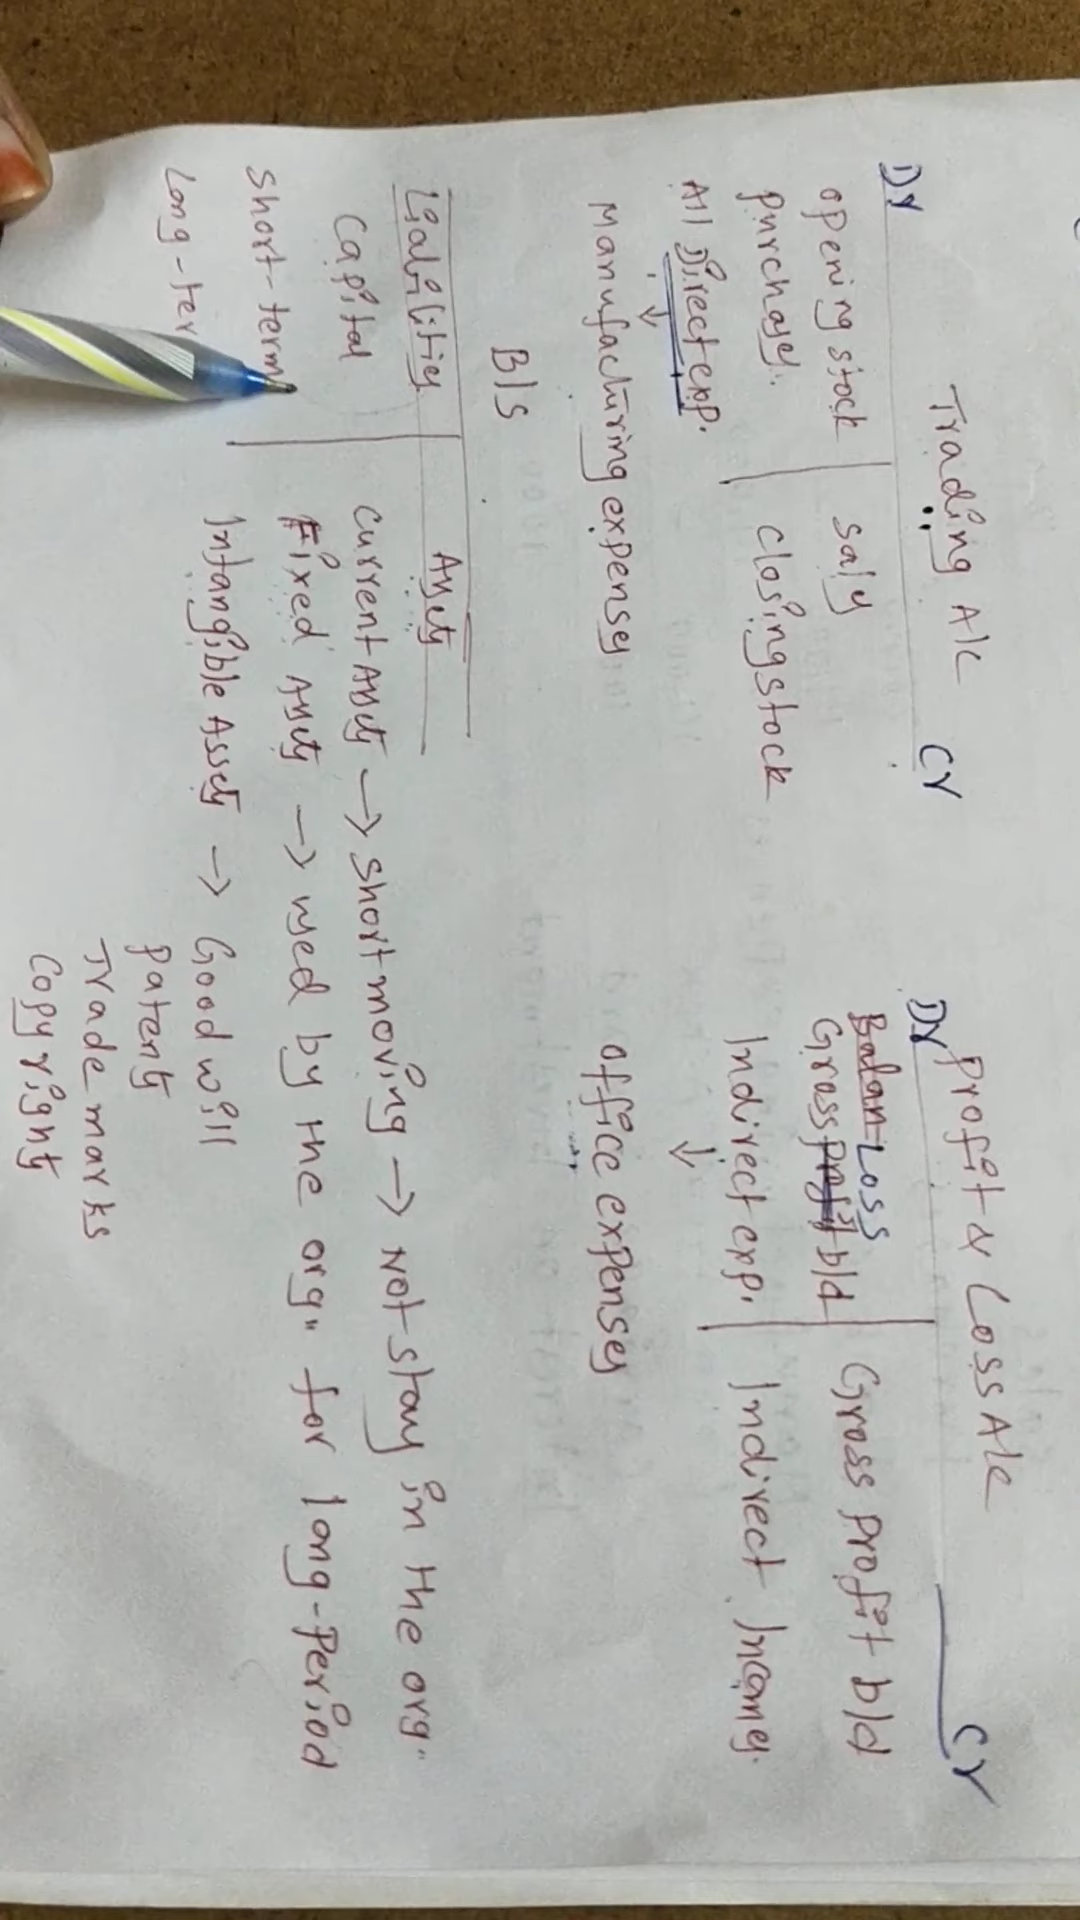 Trading A/c
Dr Cr
opening stock | Sales
purchases. | closing stock
All Direct exp.
↓
Manufacturing expenses
Profit & Loss A/c
Dr Cr
Loss
Gross b/d | Gross profit b/d
Indirect exp. | Indirect Incomes.
↓
office expenses
B/s
Liabilities | Assets
Capital | Current Assets → short moving → Not stay in the org"
Short-term | Fixed Assets → used by the org" for long-period
Long-ter | Intangible Assets → Good will
patents
Trade marks
Copy rights